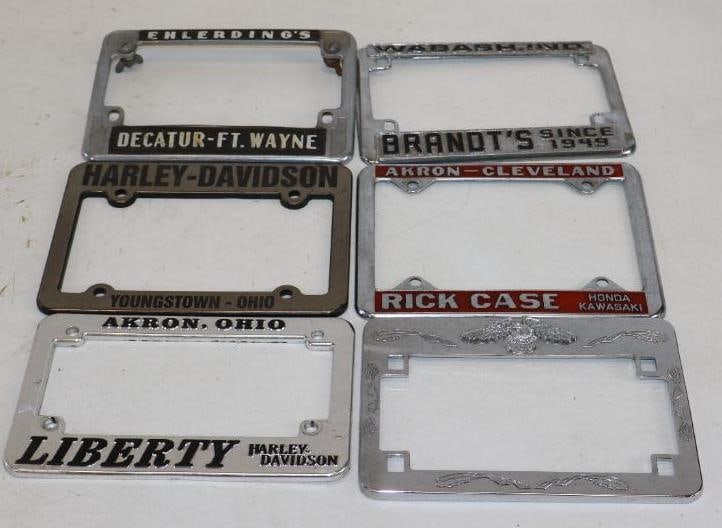 EHLERDING'S
DECATUR-FT. WAYNE
WABASH, IND.
BRANDT'S SINCE 1949
HARLEY-DAVIDSON
YOUNGSTOWN - OHIO
AKRON-CLEVELAND
RICK CASE HONDA
KAWASAKI
AKRON, OHIO
LIBERTY HARLEY-
DAVIDSON